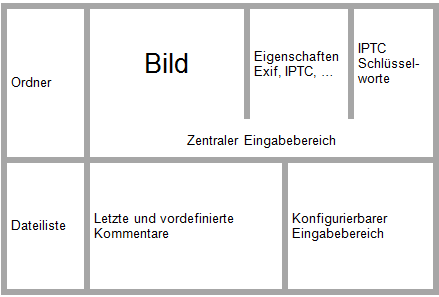 Ordner
Bild
Eigenschaften
Exif, IPTC, ...
IPTC
Schlüssel-
worte
Zentraler Eingabebereich
Dateiliste
Letzte und vordefinierte
Kommentare
Konfigurierbarer
Eingabebereich